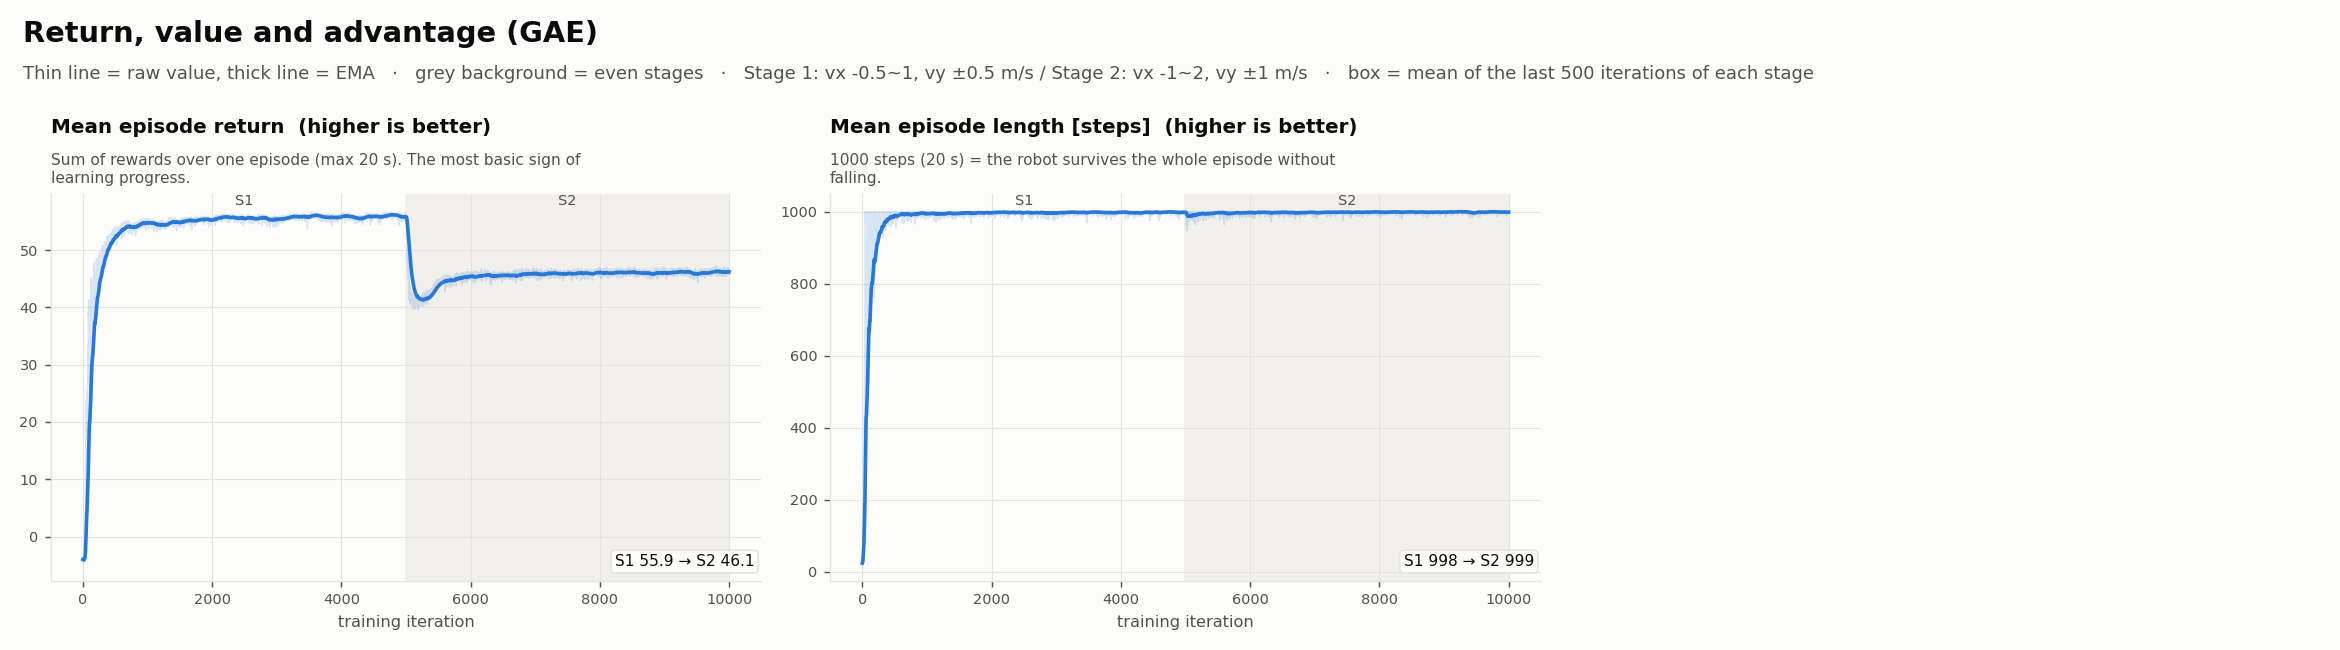 Return, value and advantage (GAE)
Thin line = raw value, thick line = EMA · grey background = even stages · Stage 1: vx -0.5~1, vy ±0.5 m/s / Stage 2: vx -1~2, vy ±1 m/s · box = mean of the last 500 iterations of each stage
Mean episode return (higher is better)
Sum of rewards over one episode (max 20 s). The most basic sign of
learning progress.
S1
S2
50
40
30
20
10
0
S1 55.9 → S2 46.1
0
2000
4000
6000
8000
10000
training iteration
Mean episode length [steps] (higher is better)
1000 steps (20 s) = the robot survives the whole episode without
falling.
S1
S2
1000
800
600
400
200
0
S1 998 → S2 999
0
2000
4000
6000
8000
10000
training iteration